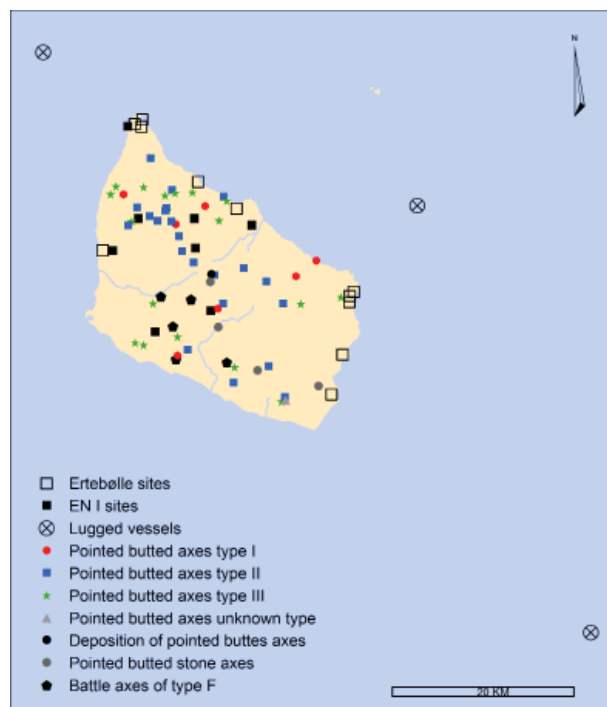 N
Ertebølle sites
EN I sites
Lugged vessels
Pointed butted axes type I
Pointed butted axes type II
Pointed butted axes type III
Pointed butted axes unknown type
Deposition of pointed buttes axes
Pointed butted stone axes
Battle axes of type F
20 KM